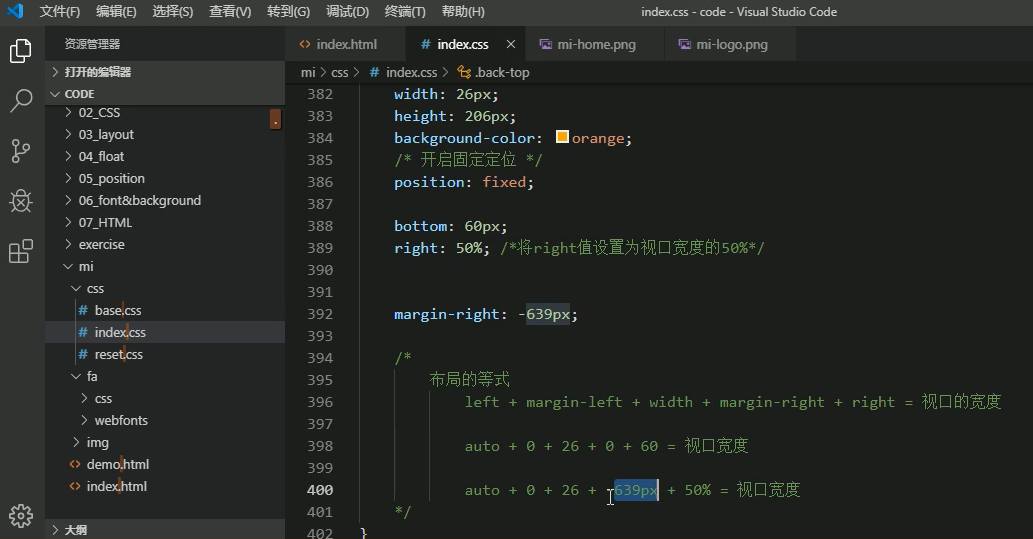 文件(F) 编辑(E) 选择(S) 查看(V) 转到(G) 调试(D) 终端(T) 帮助(H) index.css - code - Visual Studio Code
资源管理器
打开的编辑器
CODE
02_CSS
03_layout
04_float
05_position
06_font&background
07_HTML
exercise
mi
css
# base.css
# index.css
# reset.css
fa
css
webfonts
img
<> demo.html
<> index.html
大纲
<> index.html # index.css × mi-home.png mi-logo.png
mi > css > # index.css > .back-top
382 width: 26px;
383 height: 206px;
384 background-color: orange;
385 /* 开启固定定位 */
386 position: fixed;
387
388 bottom: 60px;
389 right: 50%; /*将right值设置为视口宽度的50%*/
390
391
392 margin-right: -639px;
393
394 /*
395 布局的等式
396 left + margin-left + width + margin-right + right = 视口的宽度
397
398 auto + 0 + 26 + 0 + 60 = 视口宽度
399
400 auto + 0 + 26 + -639px + 50% = 视口宽度
401 */
402 }